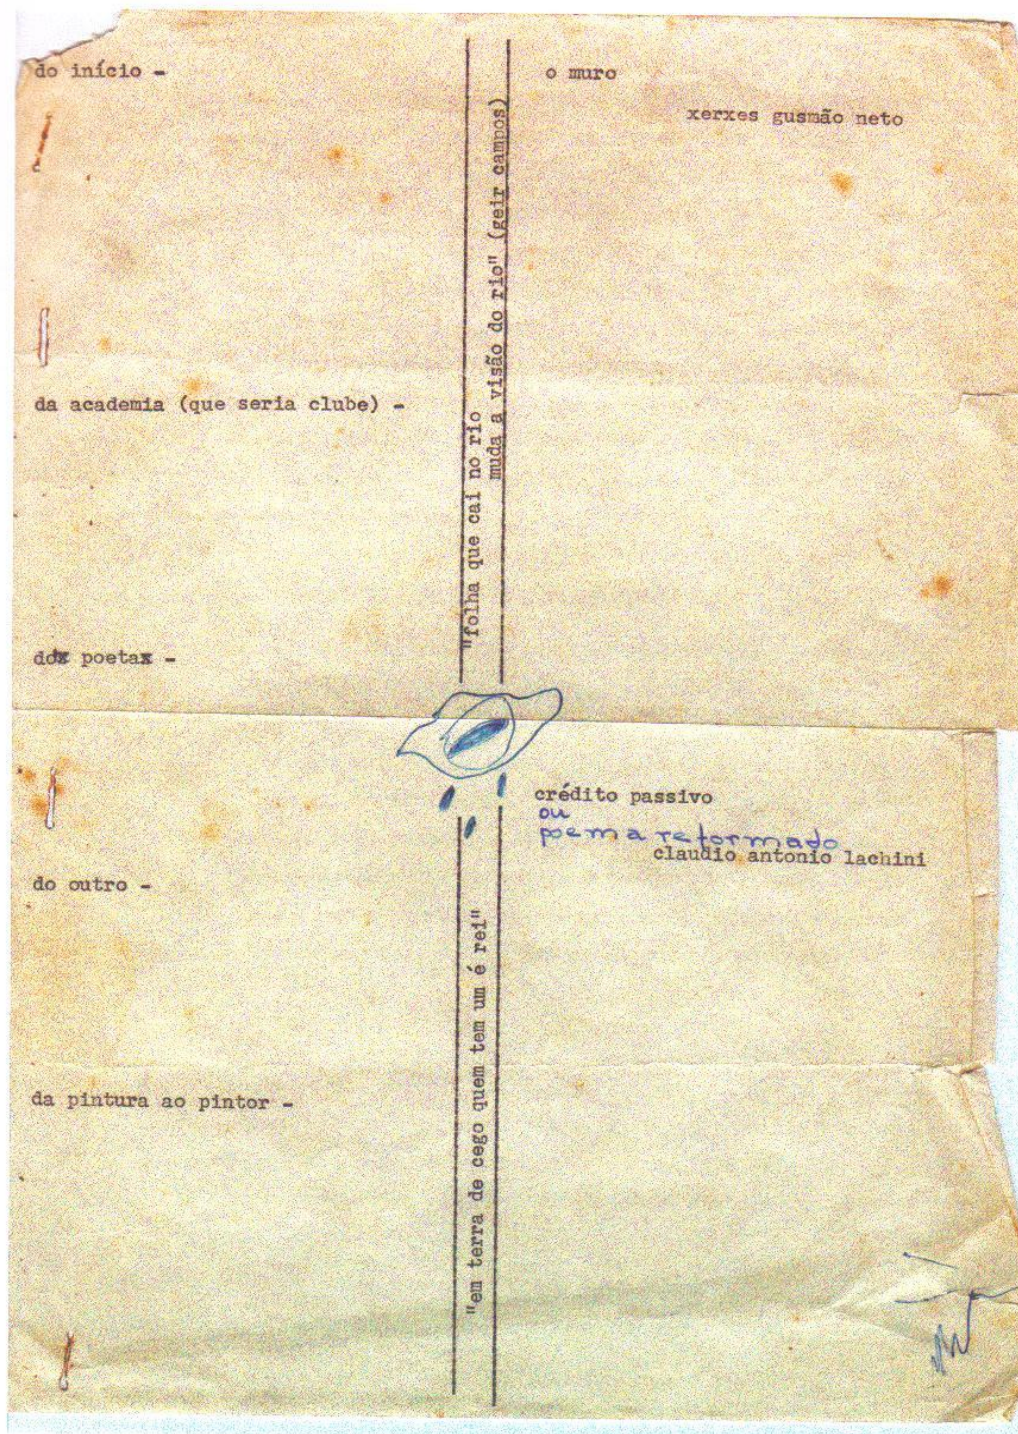 do início -
da academia (que seria clube) -
dox poetax -
do outro -
da pintura ao pintor -
"folha que cai no rio
muda a visão do rio" (geir campos)
"em terra de cego quem tem um é rei"
o muro
xerxes gusmão neto
crédito passivo
ou
poema reformado
claudio antonio lachini